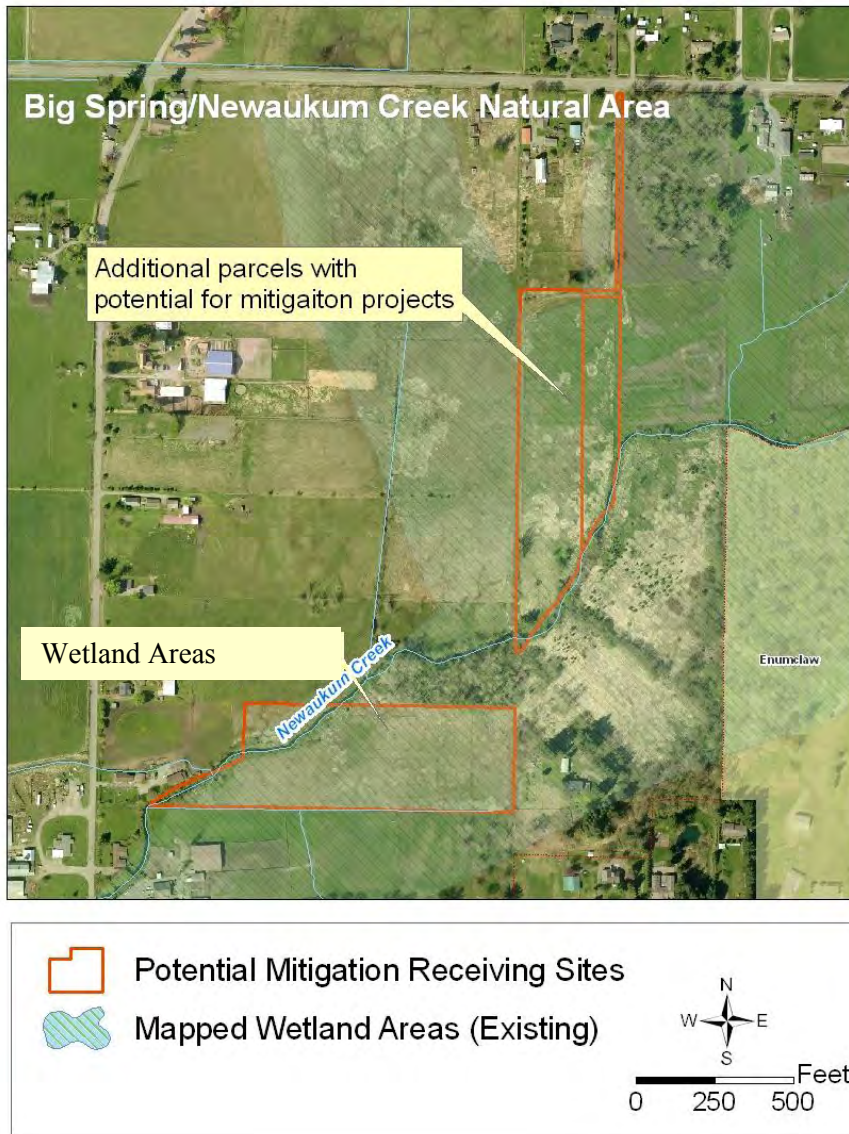 Big Spring/Newaukum Creek Natural Area
Additional parcels with
potential for mitigaiton projects
Wetland Areas
Newaukum Creek
Enumclaw
Potential Mitigation Receiving Sites
Mapped Wetland Areas (Existing)
N
W E
S
Feet
0 250 500